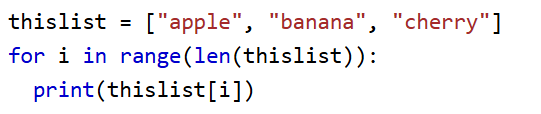 thislist = ["apple", "banana", "cherry"]
for i in range(len(thislist)):
  print(thislist[i])